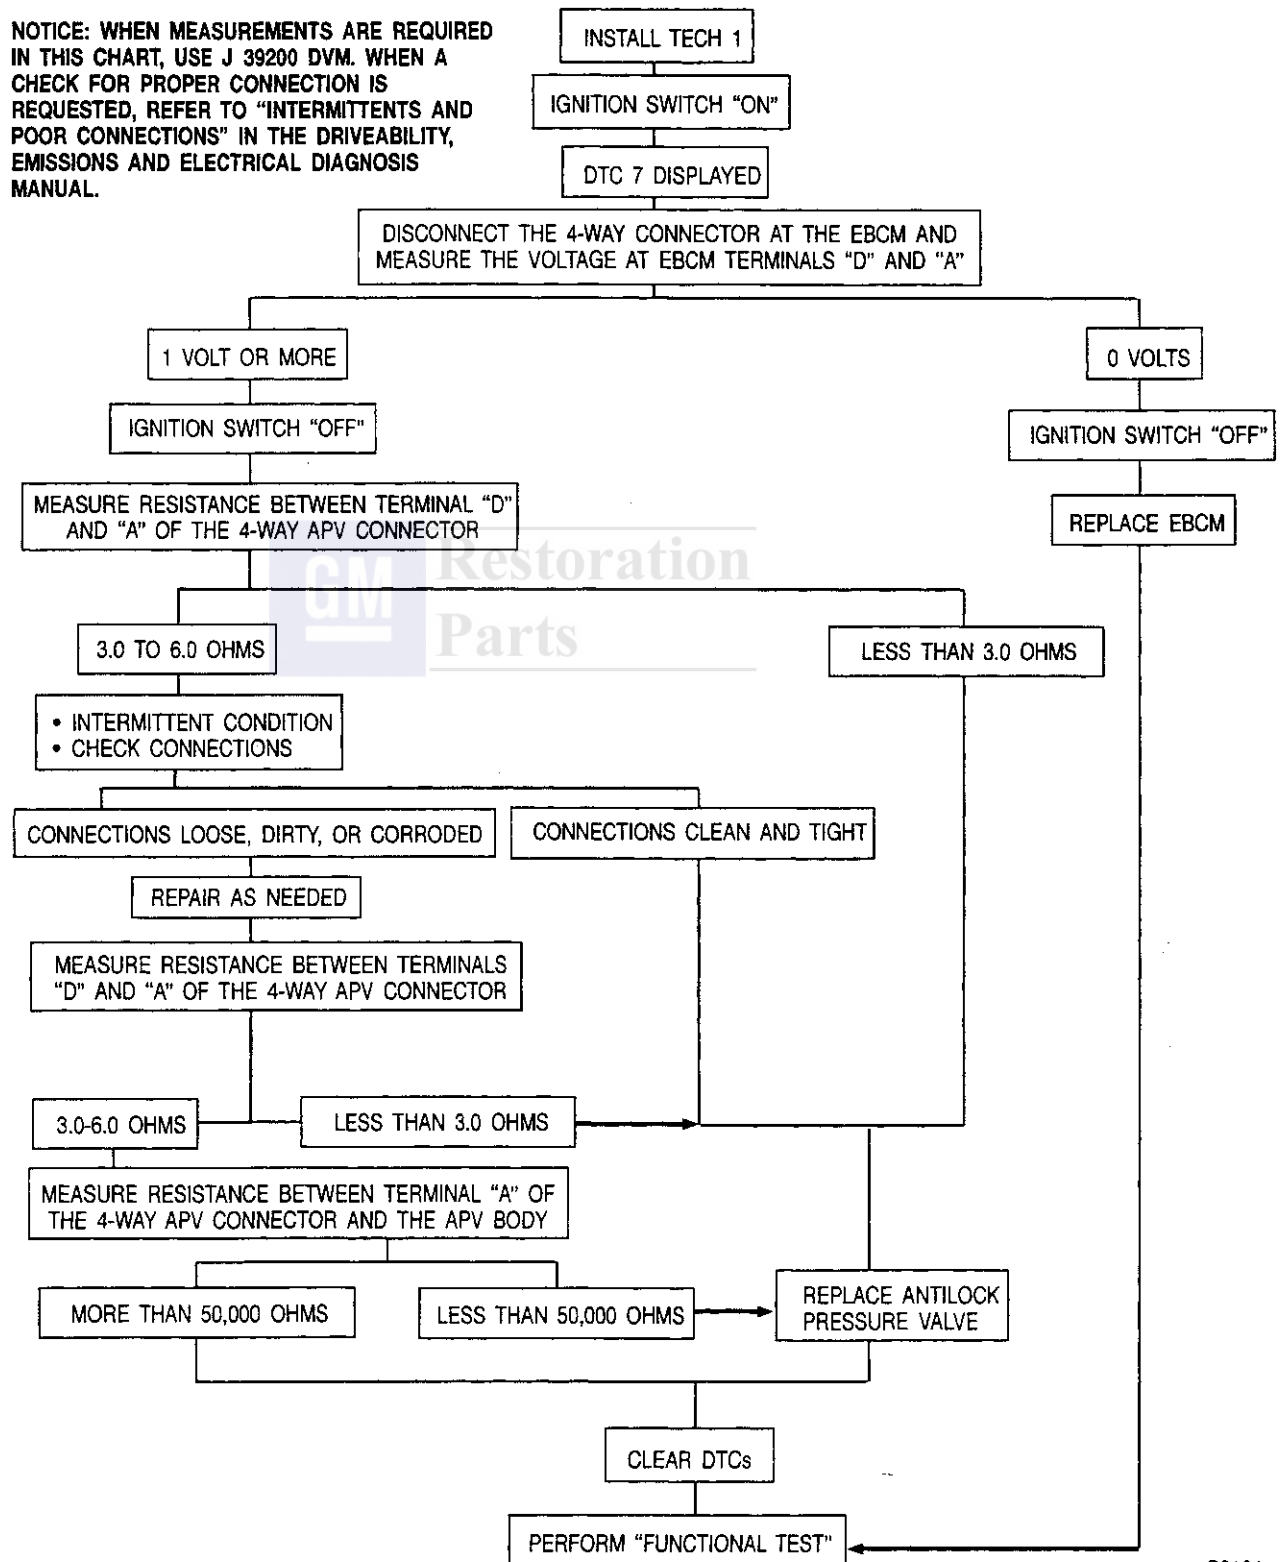 NOTICE: WHEN MEASUREMENTS ARE REQUIRED
IN THIS CHART, USE J 39200 DVM. WHEN A
CHECK FOR PROPER CONNECTION IS
REQUESTED, REFER TO “INTERMITTENTS AND
POOR CONNECTIONS” IN THE DRIVEABILITY,
EMISSIONS AND ELECTRICAL DIAGNOSIS
MANUAL.
INSTALL TECH 1
IGNITION SWITCH “ON”
DTC 7 DISPLAYED
DISCONNECT THE 4-WAY CONNECTOR AT THE EBCM AND
MEASURE THE VOLTAGE AT EBCM TERMINALS “D” AND “A”
1 VOLT OR MORE
0 VOLTS
IGNITION SWITCH “OFF”
IGNITION SWITCH “OFF”
MEASURE RESISTANCE BETWEEN TERMINAL “D”
AND “A” OF THE 4-WAY APV CONNECTOR
REPLACE EBCM
GM
Restoration
Parts
3.0 TO 6.0 OHMS
LESS THAN 3.0 OHMS
• INTERMITTENT CONDITION
• CHECK CONNECTIONS
CONNECTIONS LOOSE, DIRTY, OR CORRODED
CONNECTIONS CLEAN AND TIGHT
REPAIR AS NEEDED
MEASURE RESISTANCE BETWEEN TERMINALS
“D” AND “A” OF THE 4-WAY APV CONNECTOR
3.0-6.0 OHMS
LESS THAN 3.0 OHMS
MEASURE RESISTANCE BETWEEN TERMINAL “A” OF
THE 4-WAY APV CONNECTOR AND THE APV BODY
MORE THAN 50,000 OHMS
LESS THAN 50,000 OHMS
REPLACE ANTILOCK
PRESSURE VALVE
CLEAR DTCs
PERFORM “FUNCTIONAL TEST”